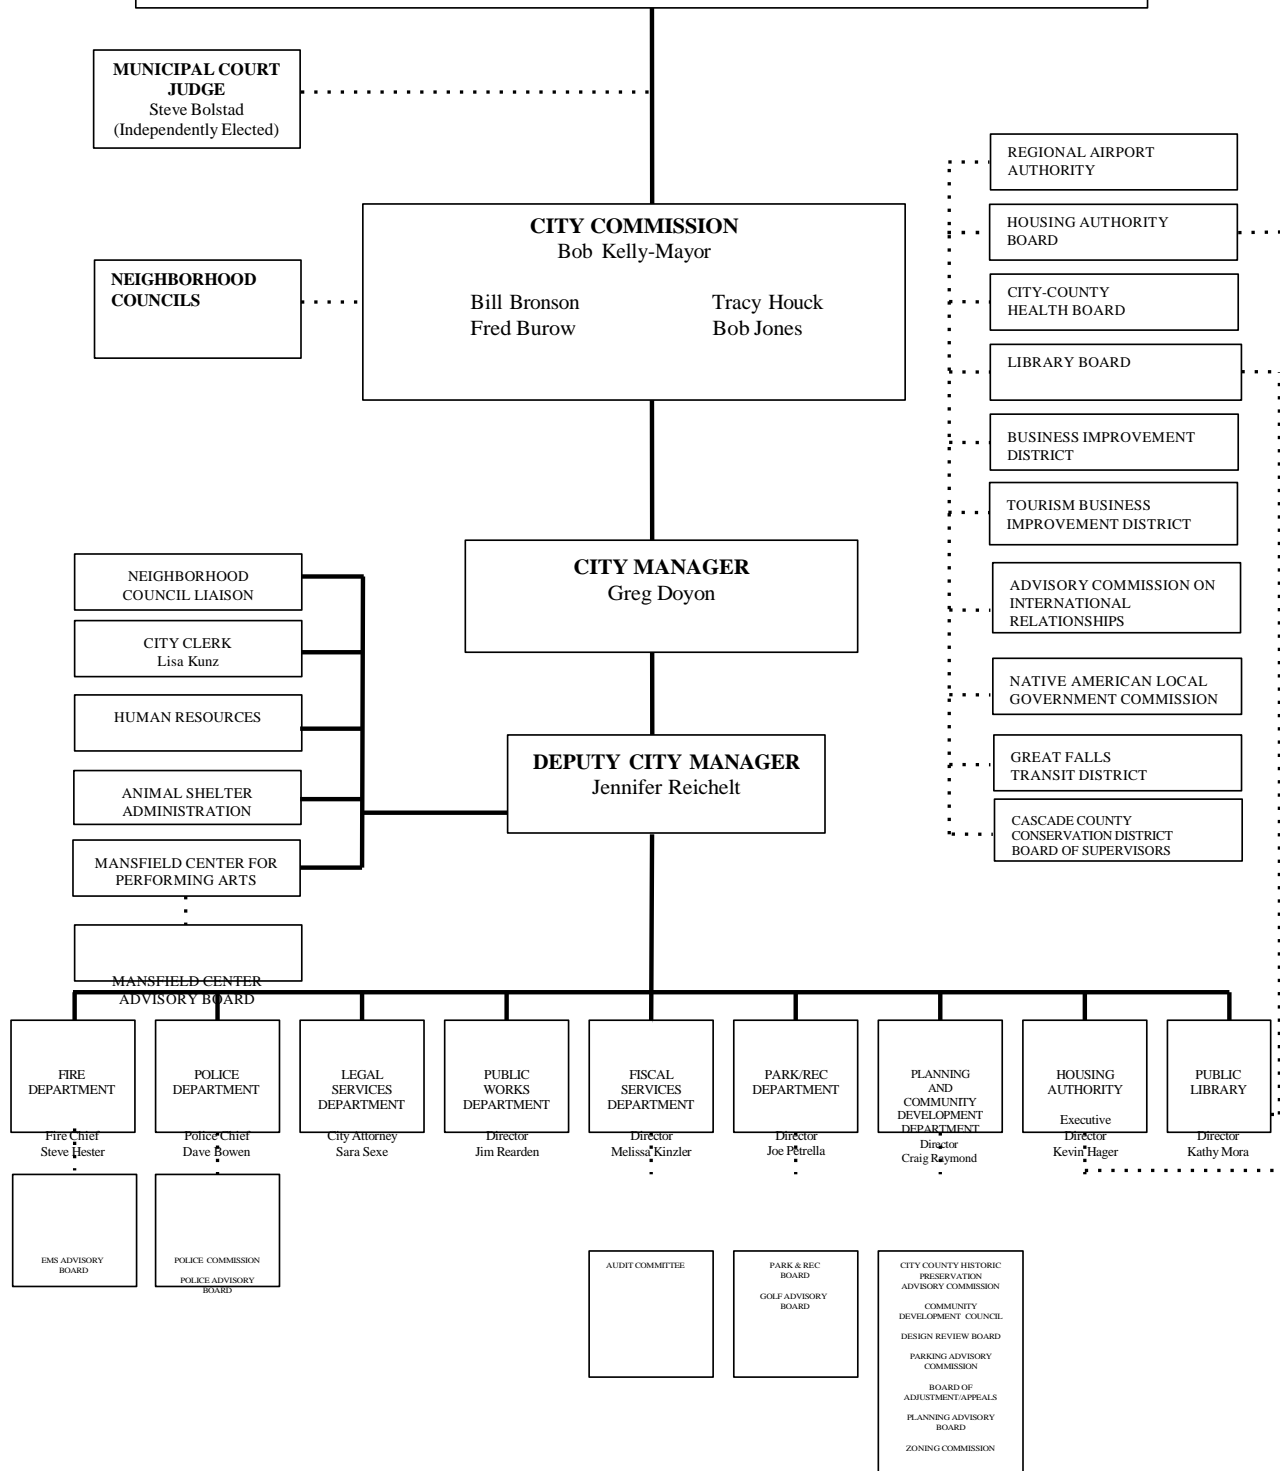 MUNICIPAL COURT
JUDGE
Steve Bolstad
(Independently Elected)
CITY COMMISSION
Bob Kelly-Mayor
Bill Bronson
Fred Burow
Tracy Houck
Bob Jones
NEIGHBORHOOD
COUNCILS
REGIONAL AIRPORT
AUTHORITY
HOUSING AUTHORITY
BOARD
CITY-COUNTY
HEALTH BOARD
LIBRARY BOARD
BUSINESS IMPROVEMENT
DISTRICT
TOURISM BUSINESS
IMPROVEMENT DISTRICT
ADVISORY COMMISSION ON
INTERNATIONAL
RELATIONSHIPS
NATIVE AMERICAN LOCAL
GOVERNMENT COMMISSION
GREAT FALLS
TRANSIT DISTRICT
CASCADE COUNTY
CONSERVATION DISTRICT
BOARD OF SUPERVISORS
CITY MANAGER
Greg Doyon
DEPUTY CITY MANAGER
Jennifer Reichelt
NEIGHBORHOOD
COUNCIL LIAISON
CITY CLERK
Lisa Kunz
HUMAN RESOURCES
ANIMAL SHELTER
ADMINISTRATION
MANSFIELD CENTER FOR
PERFORMING ARTS
MANSFIELD CENTER
ADVISORY BOARD
FIRE
DEPARTMENT
Fire Chief
Steve Hester
POLICE
DEPARTMENT
Police Chief
Dave Bowen
LEGAL
SERVICES
DEPARTMENT
City Attorney
Sara Sexe
PUBLIC
WORKS
DEPARTMENT
Director
Jim Rearden
FISCAL
SERVICES
DEPARTMENT
Director
Melissa Kinzler
PARK/REC
DEPARTMENT
Director
Joe Petrella
PLANNING
AND
COMMUNITY
DEVELOPMENT
DEPARTMENT
Director
Craig Raymond
HOUSING
AUTHORITY
Executive
Director
Kevin Hager
PUBLIC
LIBRARY
Director
Kathy Mora
EMS ADVISORY
BOARD
POLICE COMMISSION
POLICE ADVISORY
BOARD
AUDIT COMMITTEE
PARK & REC
BOARD
GOLF ADVISORY
BOARD
CITY COUNTY HISTORIC
PRESERVATION
ADVISORY COMMISSION
COMMUNITY
DEVELOPMENT COUNCIL
DESIGN REVIEW BOARD
PARKING ADVISORY
COMMISSION
BOARD OF
ADJUSTMENT/APPEALS
PLANNING ADVISORY
BOARD
ZONING COMMISSION